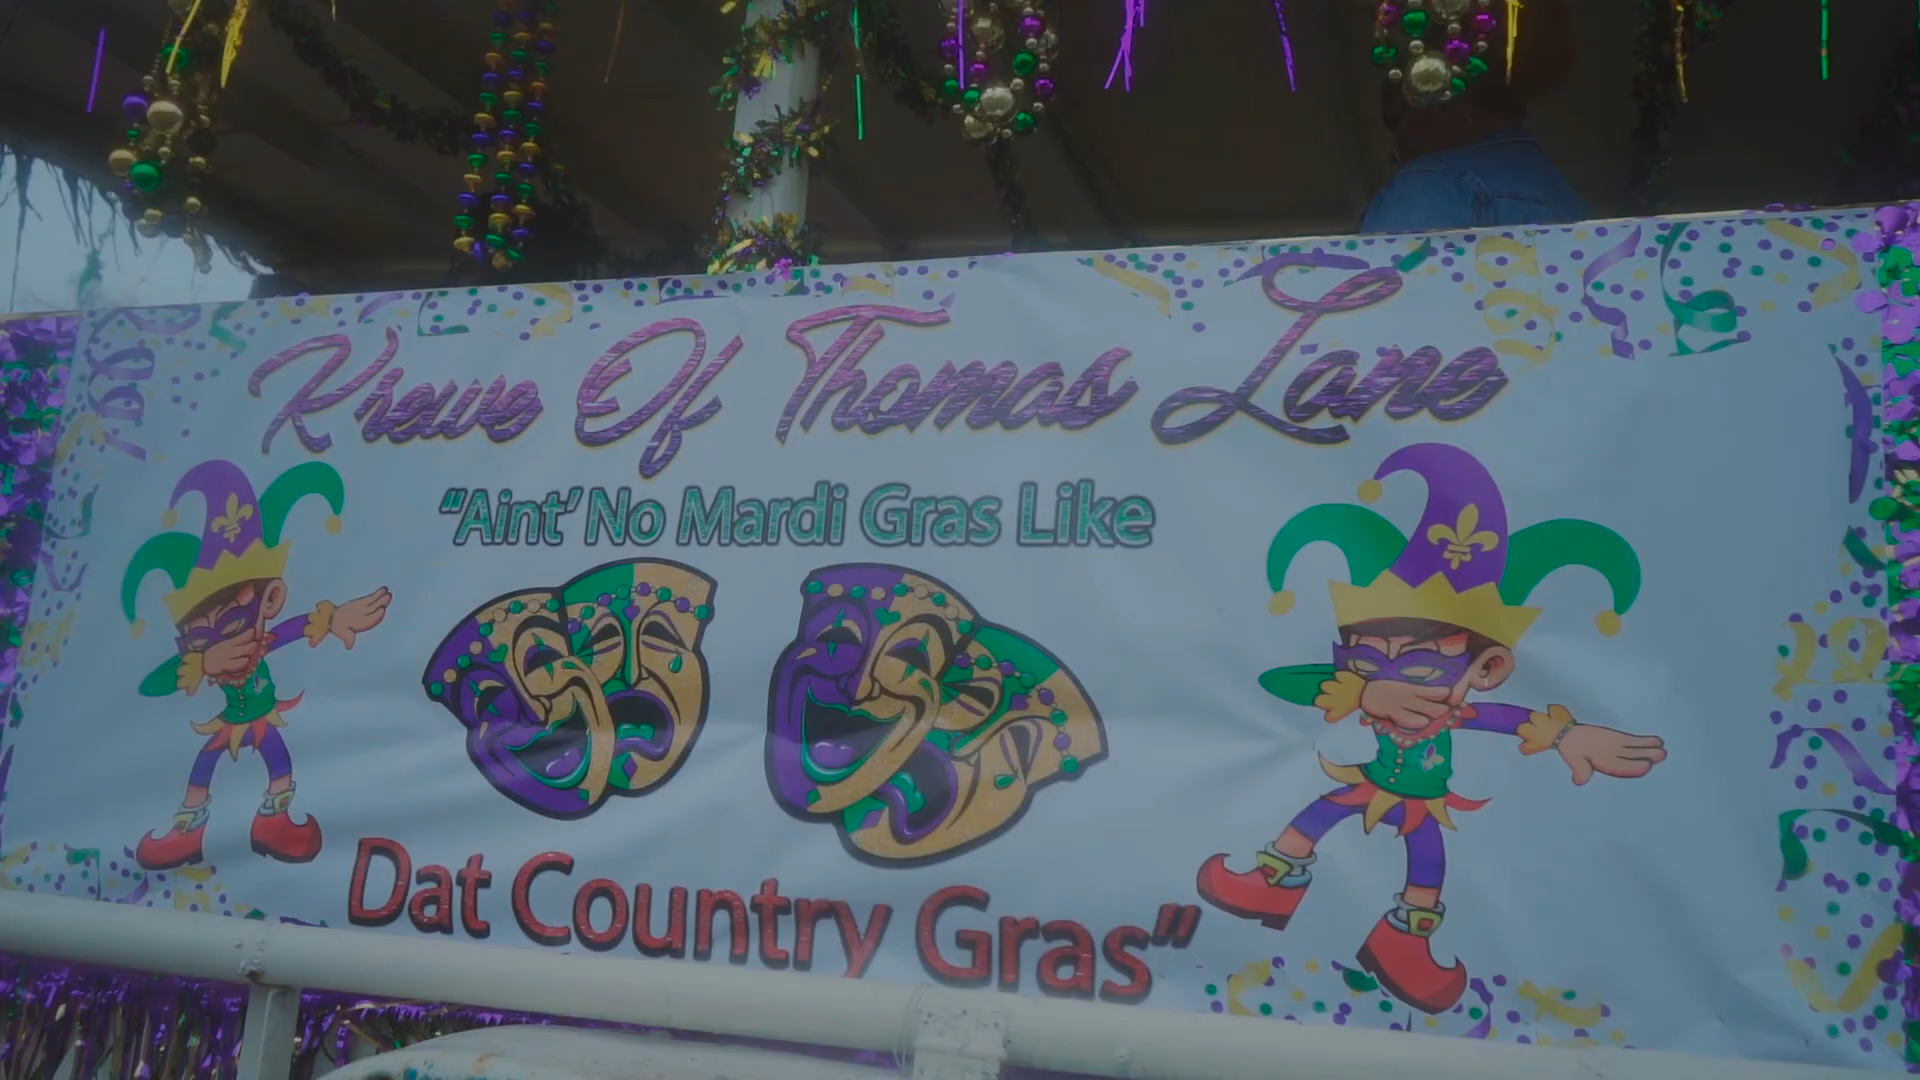 Krewe Of Thomas Lane
"Aint' No Mardi Gras Like
Dat Country Gras"